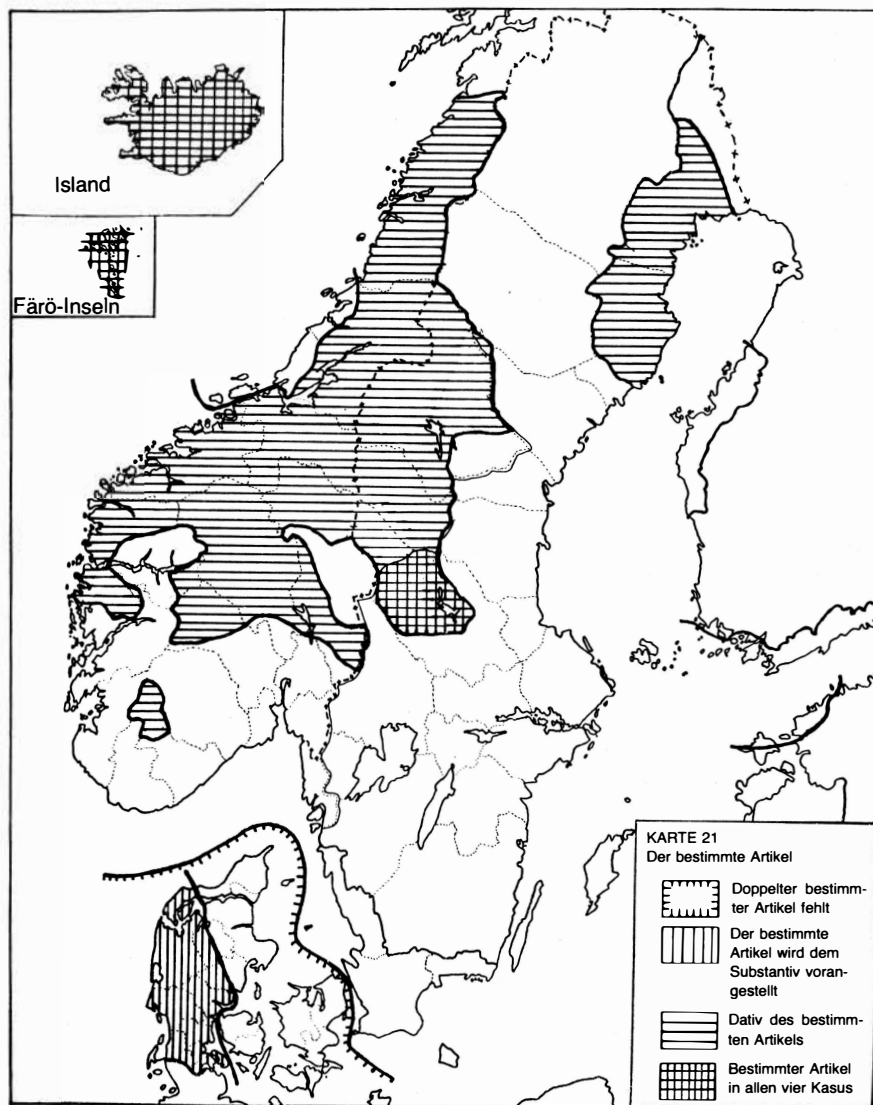 Island
Färö-Inseln
KARTE 21
Der bestimmte Artikel
Doppelter bestimm-
ter Artikel fehlt
Der bestimmte
Artikel wird dem
Substantiv voran-
gestellt
Dativ des bestimm-
ten Artikels
Bestimmter Artikel
in allen vier Kasus